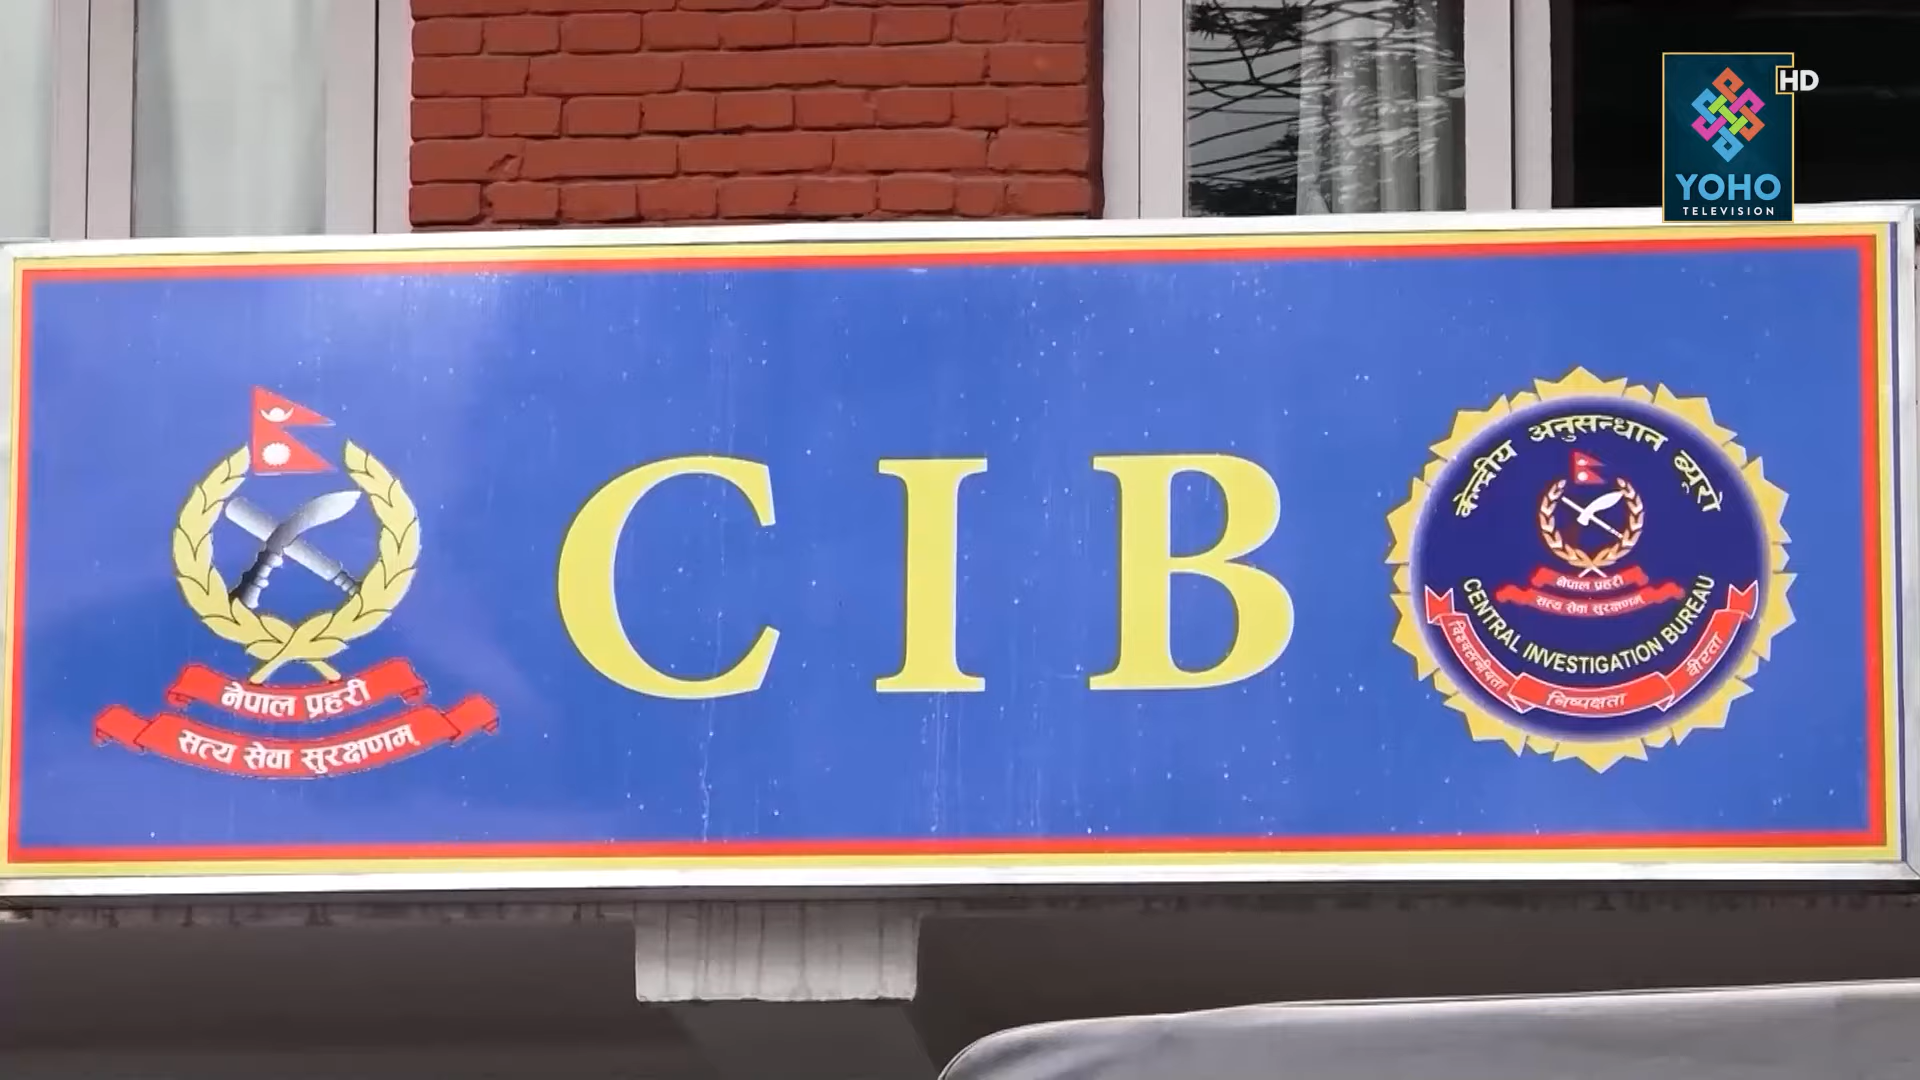 HD
YOHO
TELEVISION
नेपाल प्रहरी
सत्य सेवा सुरक्षणम्
CIB
केन्द्रीय अनुसन्धान ब्यूरो
नेपाल प्रहरी
सत्य सेवा सुरक्षणम्
CENTRAL INVESTIGATION BUREAU
विश्वसनीयता
निष्पक्षता
वीरता